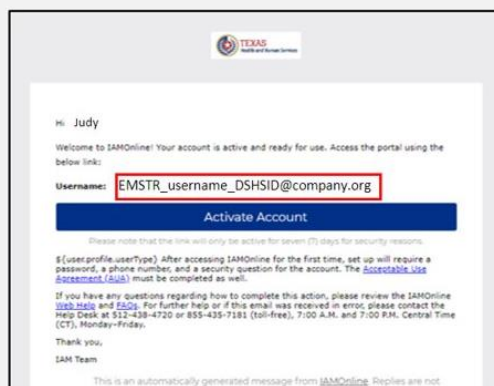 TEXAS
Health and Human Services
Hi Judy
Welcome to IAMOnline! Your account is active and ready for use. Access the portal using the
below link:
Username: EMSTR_username_DSHSID@company.org
Activate Account
Please note that the link will only be active for seven (7) days for security reasons.
${user.profile.userType} After accessing IAMOnline for the first time, set up will require a
password, a phone number, and a security question for the account. The Acceptable Use
Agreement (AUA) must be completed as well.
If you have any questions regarding how to complete this action, please review the IAMOnline
Web Help and FAQs. For further help or if this email was received in error, please contact the
Help Desk at 512-438-4720 or 855-435-7181 (toll-free), 7:00 A.M. and 7:00 P.M. Central Time
(CT), Monday-Friday.
Thank you,
IAM Team
This is an automatically generated message from IAMOnline. Replies are not